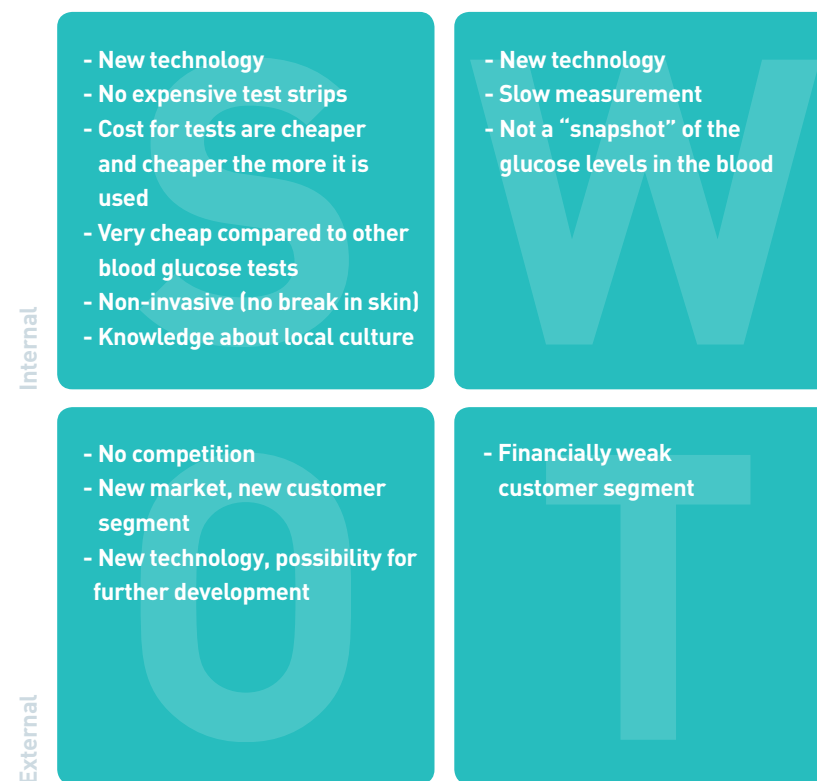 S
- New technology
- No expensive test strips
- Cost for tests are cheaper
and cheaper the more it is
used
- Very cheap compared to other
blood glucose tests
- Non-invasive (no break in skin)
- Knowledge about local culture
W
- New technology
- Slow measurement
- Not a “snapshot” of the
glucose levels in the blood
Internal
O
- No competition
- New market, new customer
segment
- New technology, possibility for
further development
T
- Financially weak
customer segment
External